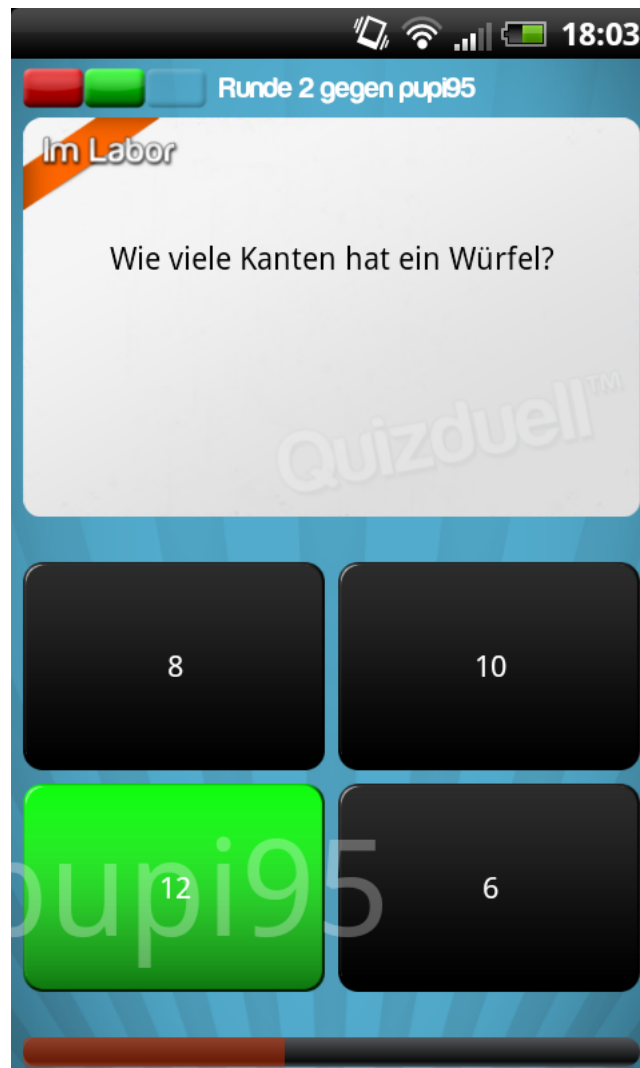 18:03
Runde 2 gegen pupi95
Im Labor
Wie viele Kanten hat ein Würfel?
Quizduell™
8
10
12
6
pupi95